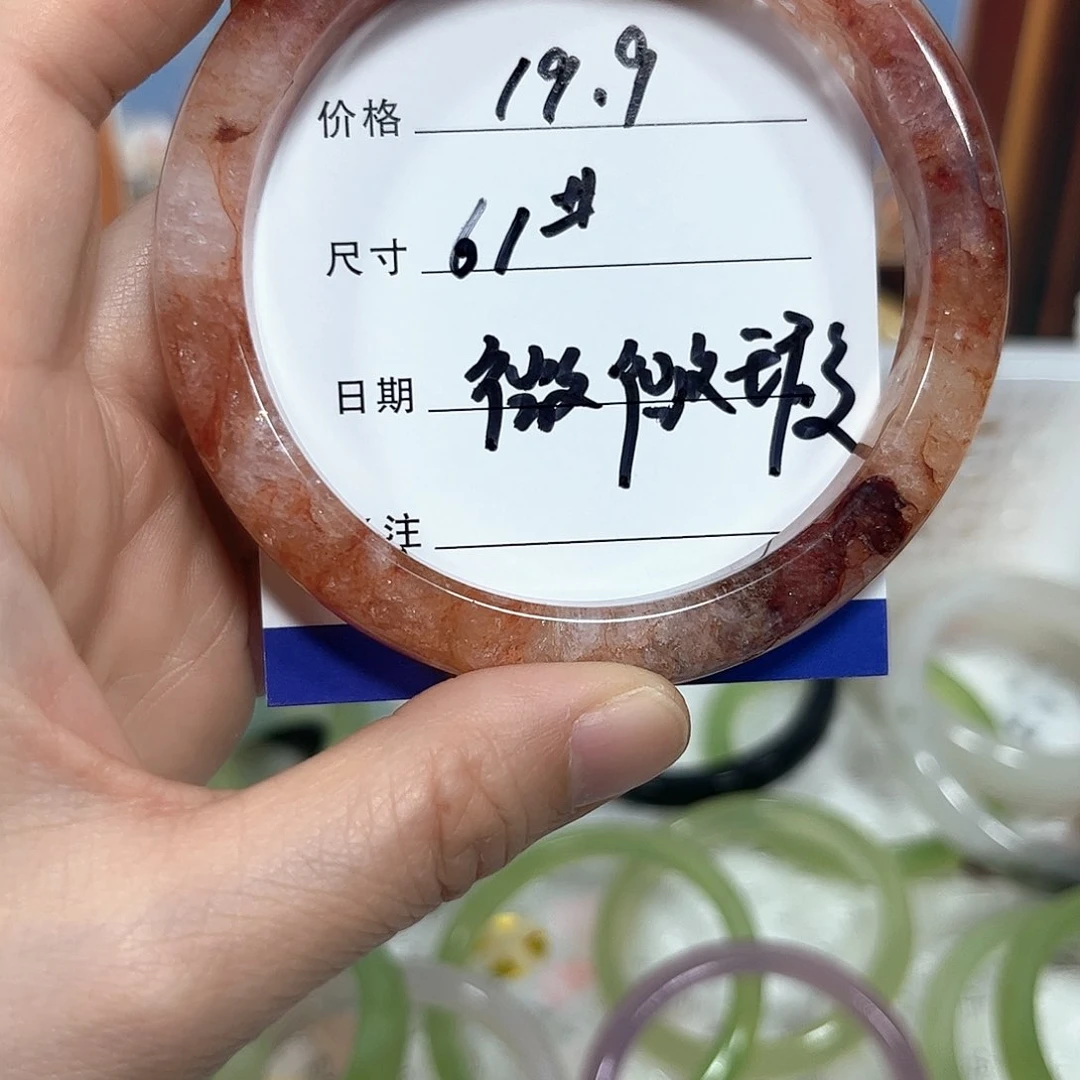 价格 19.9
尺寸 61#
日期 微微瑕
注